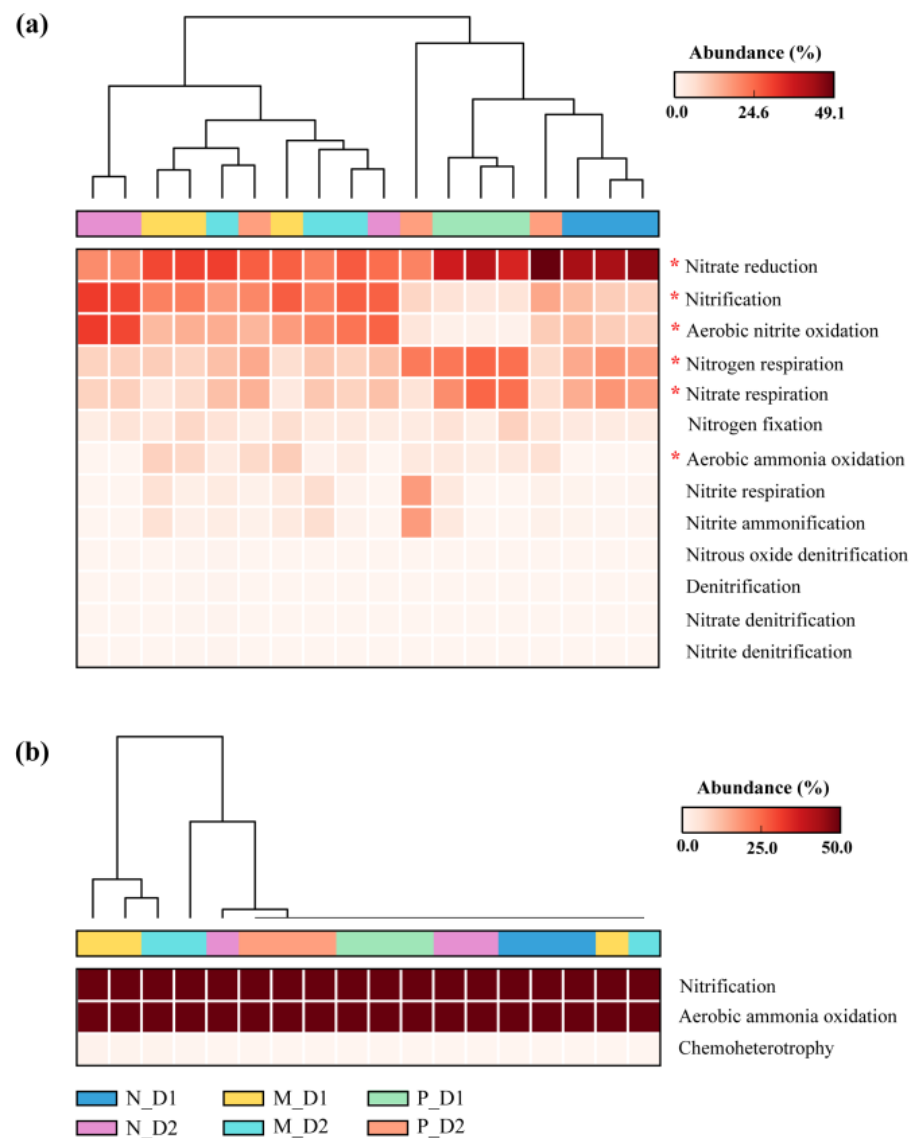 (a)
Abundance (%)
0.0 24.6 49.1
* Nitrate reduction
* Nitrification
* Aerobic nitrite oxidation
* Nitrogen respiration
* Nitrate respiration
Nitrogen fixation
* Aerobic ammonia oxidation
Nitrite respiration
Nitrite ammonification
Nitrous oxide denitrification
Denitrification
Nitrate denitrification
Nitrite denitrification
(b)
Abundance (%)
0.0 25.0 50.0
Nitrification
Aerobic ammonia oxidation
Chemoheterotrophy
N_D1 M_D1 P_D1
N_D2 M_D2 P_D2